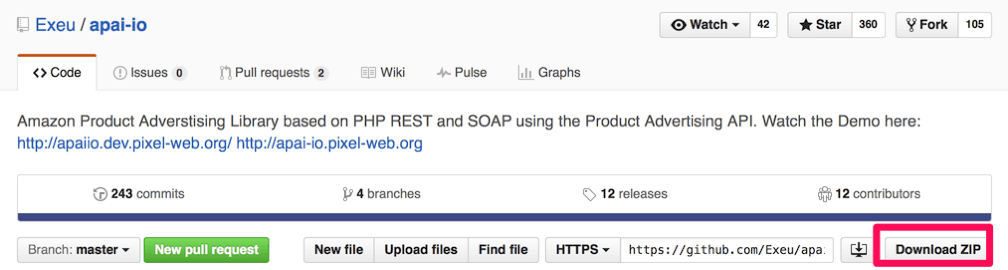 Exeu / apai-io Watch 42 Star 360 Fork 105
Code Issues 0 Pull requests 2 Wiki Pulse Graphs
Amazon Product Adverstising Library based on PHP REST and SOAP using the Product Advertising API. Watch the Demo here:
http://apaiio.dev.pixel-web.org/ http://apai-io.pixel-web.org
243 commits 4 branches 12 releases 12 contributors
Branch: master New pull request New file Upload files Find file HTTPS https://github.com/Exeu/apa Download ZIP